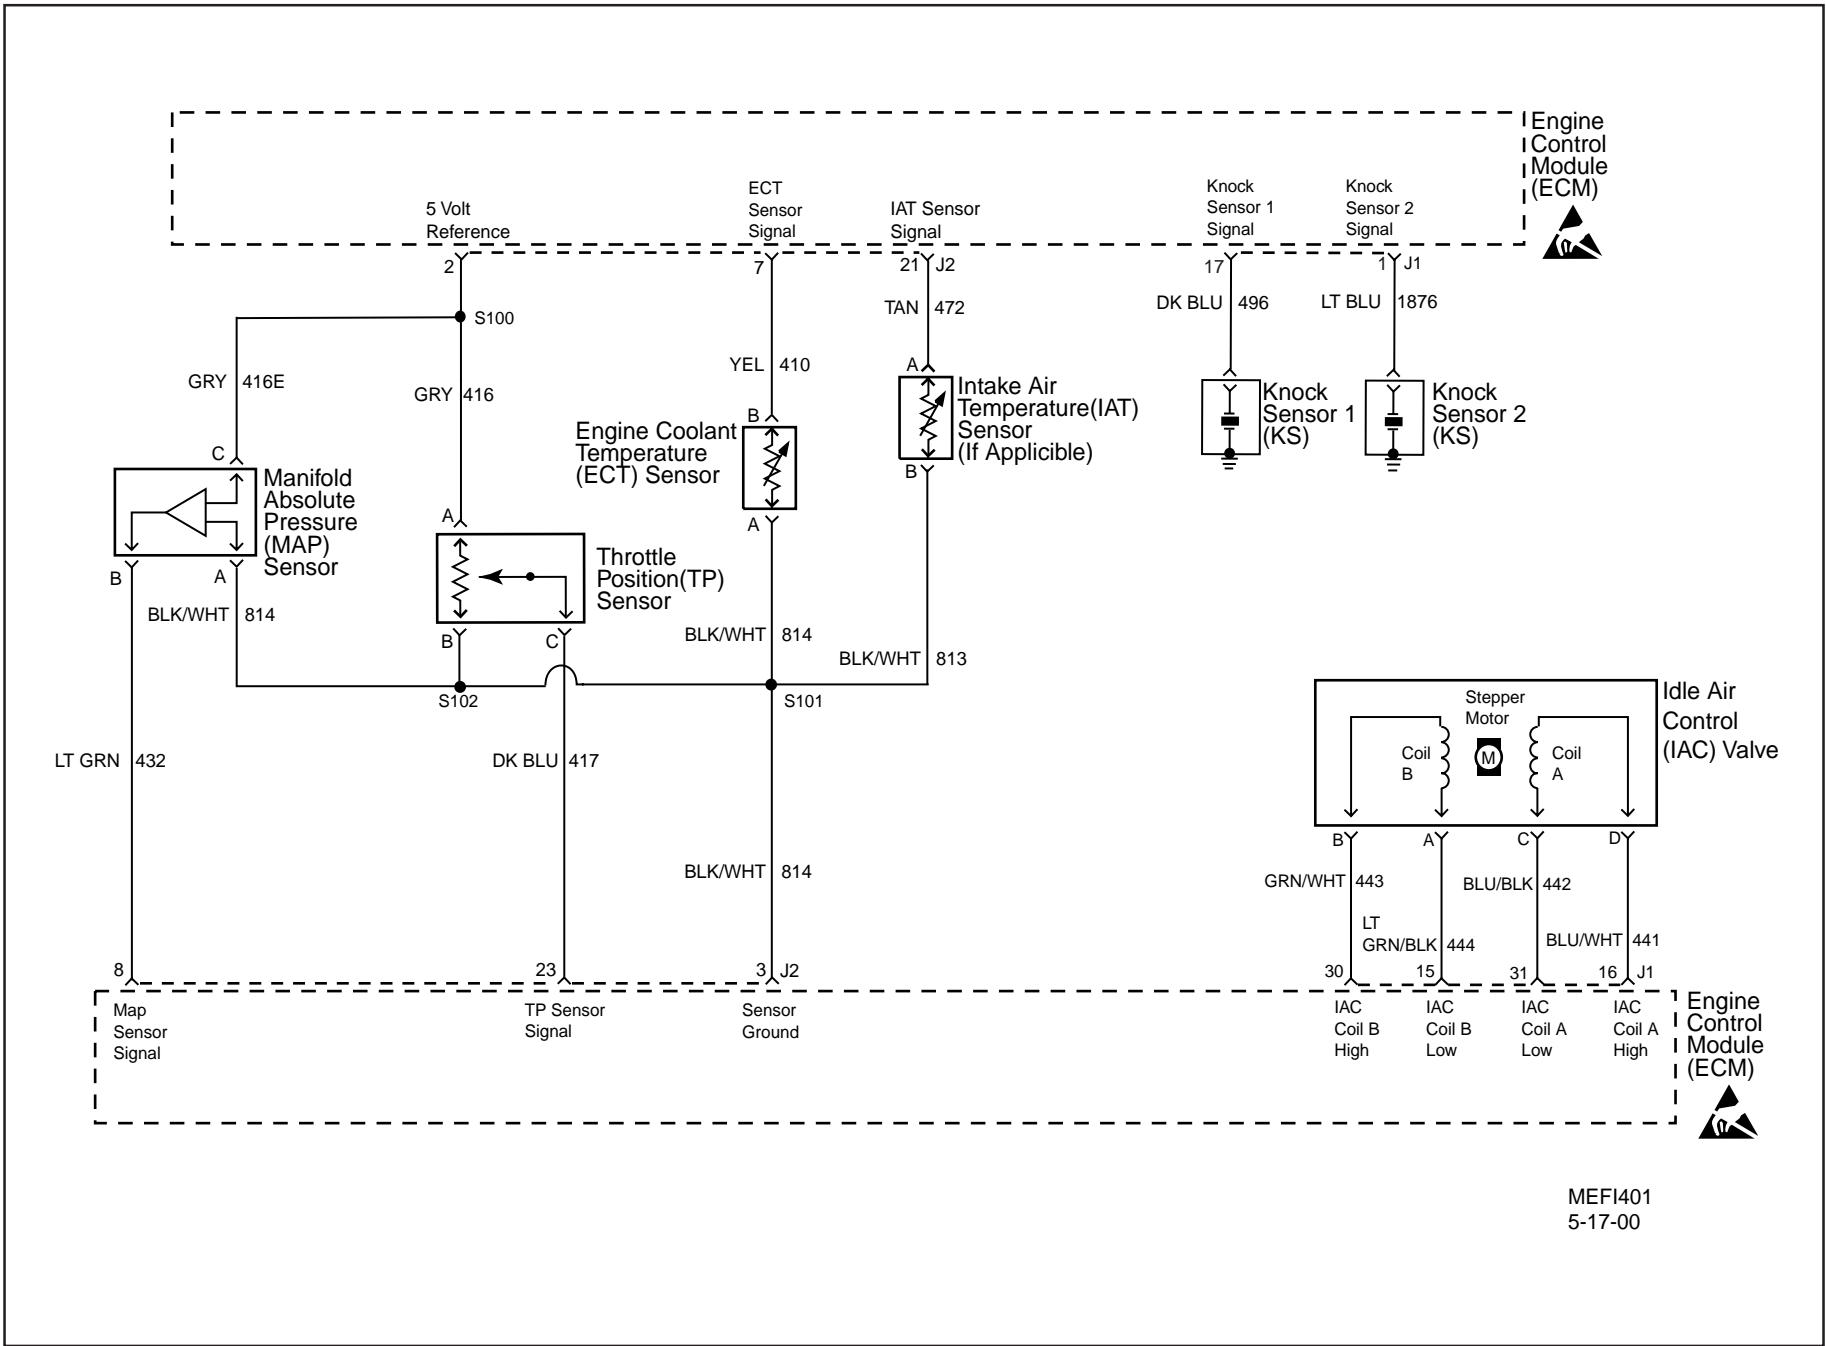 Engine
Control
Module
(ECM)
5 Volt
Reference
ECT
Sensor
Signal
IAT Sensor
Signal
Knock
Sensor 1
Signal
Knock
Sensor 2
Signal
2
7
21
J2
17
1
J1
S100
TAN 472
DK BLU 496
LT BLU 1876
GRY 416E
GRY 416
YEL 410
A
B
C
Intake Air
Temperature(IAT)
Sensor
(If Applicible)
B
Knock
Sensor 1
(KS)
Knock
Sensor 2
(KS)
Engine Coolant
Temperature
(ECT) Sensor
A
Manifold
Absolute
Pressure
(MAP)
Sensor
B
A
A
Throttle
Position(TP)
Sensor
B
C
BLK/WHT 814
BLK/WHT 814
BLK/WHT 813
S102
S101
LT GRN 432
DK BLU 417
BLK/WHT 814
Idle Air
Control
(IAC) Valve
Stepper
Motor
Coil
B
M
Coil
A
B
A
C
D
GRN/WHT 443
LT
GRN/BLK 444
BLU/BLK 442
BLU/WHT 441
8
23
3
J2
30
15
31
16
J1
Map
Sensor
Signal
TP Sensor
Signal
Sensor
Ground
IAC
Coil B
High
IAC
Coil B
Low
IAC
Coil A
Low
IAC
Coil A
High
Engine
Control
Module
(ECM)
MEFI401
5-17-00